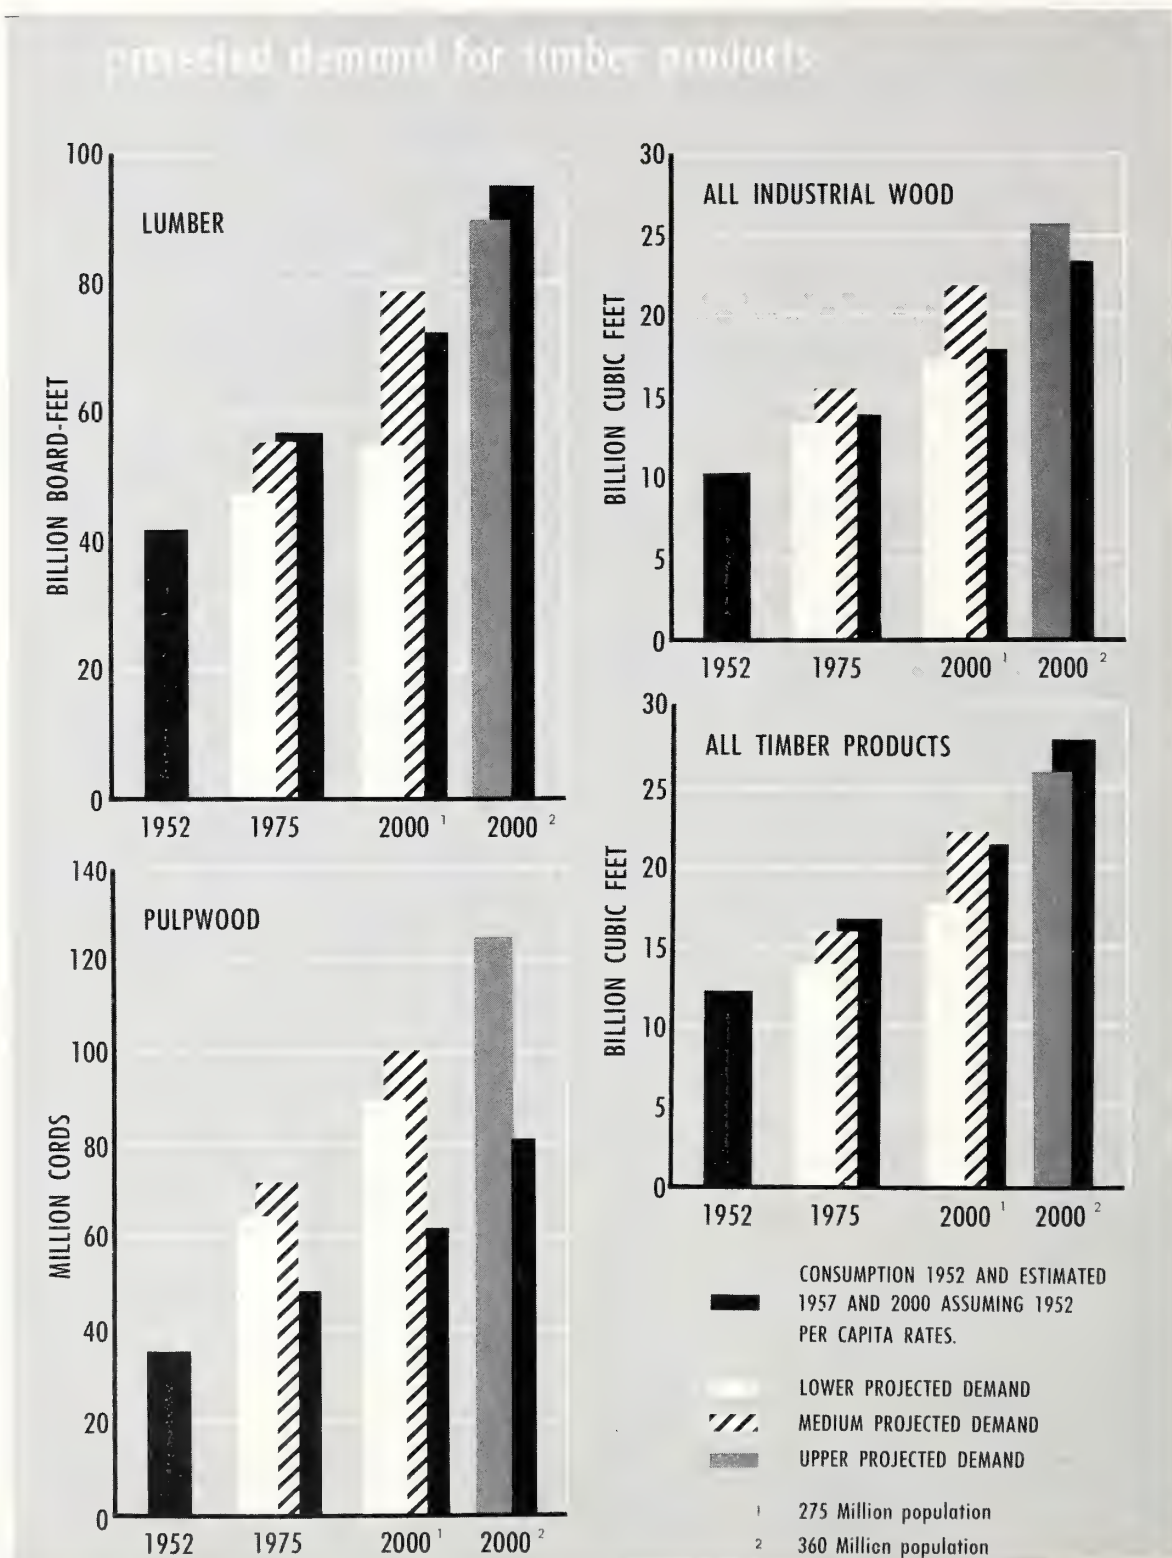 projected demand for timber products
100
80
60
40
20
0
BILLION BOARD-FEET
LUMBER
1952 1975 2000 1 2000 2
30
25
20
15
10
5
0
BILLION CUBIC FEET
ALL INDUSTRIAL WOOD
1952 1975 2000 1 2000 2
140
120
100
80
60
40
20
0
MILLION CORDS
PULPWOOD
1952 1975 2000 1 2000 2
30
25
20
15
10
5
0
BILLION CUBIC FEET
ALL TIMBER PRODUCTS
1952 1975 2000 1 2000 2
CONSUMPTION 1952 AND ESTIMATED
1957 AND 2000 ASSUMING 1952
PER CAPITA RATES.
LOWER PROJECTED DEMAND
MEDIUM PROJECTED DEMAND
UPPER PROJECTED DEMAND
1 275 Million population
2 360 Million population